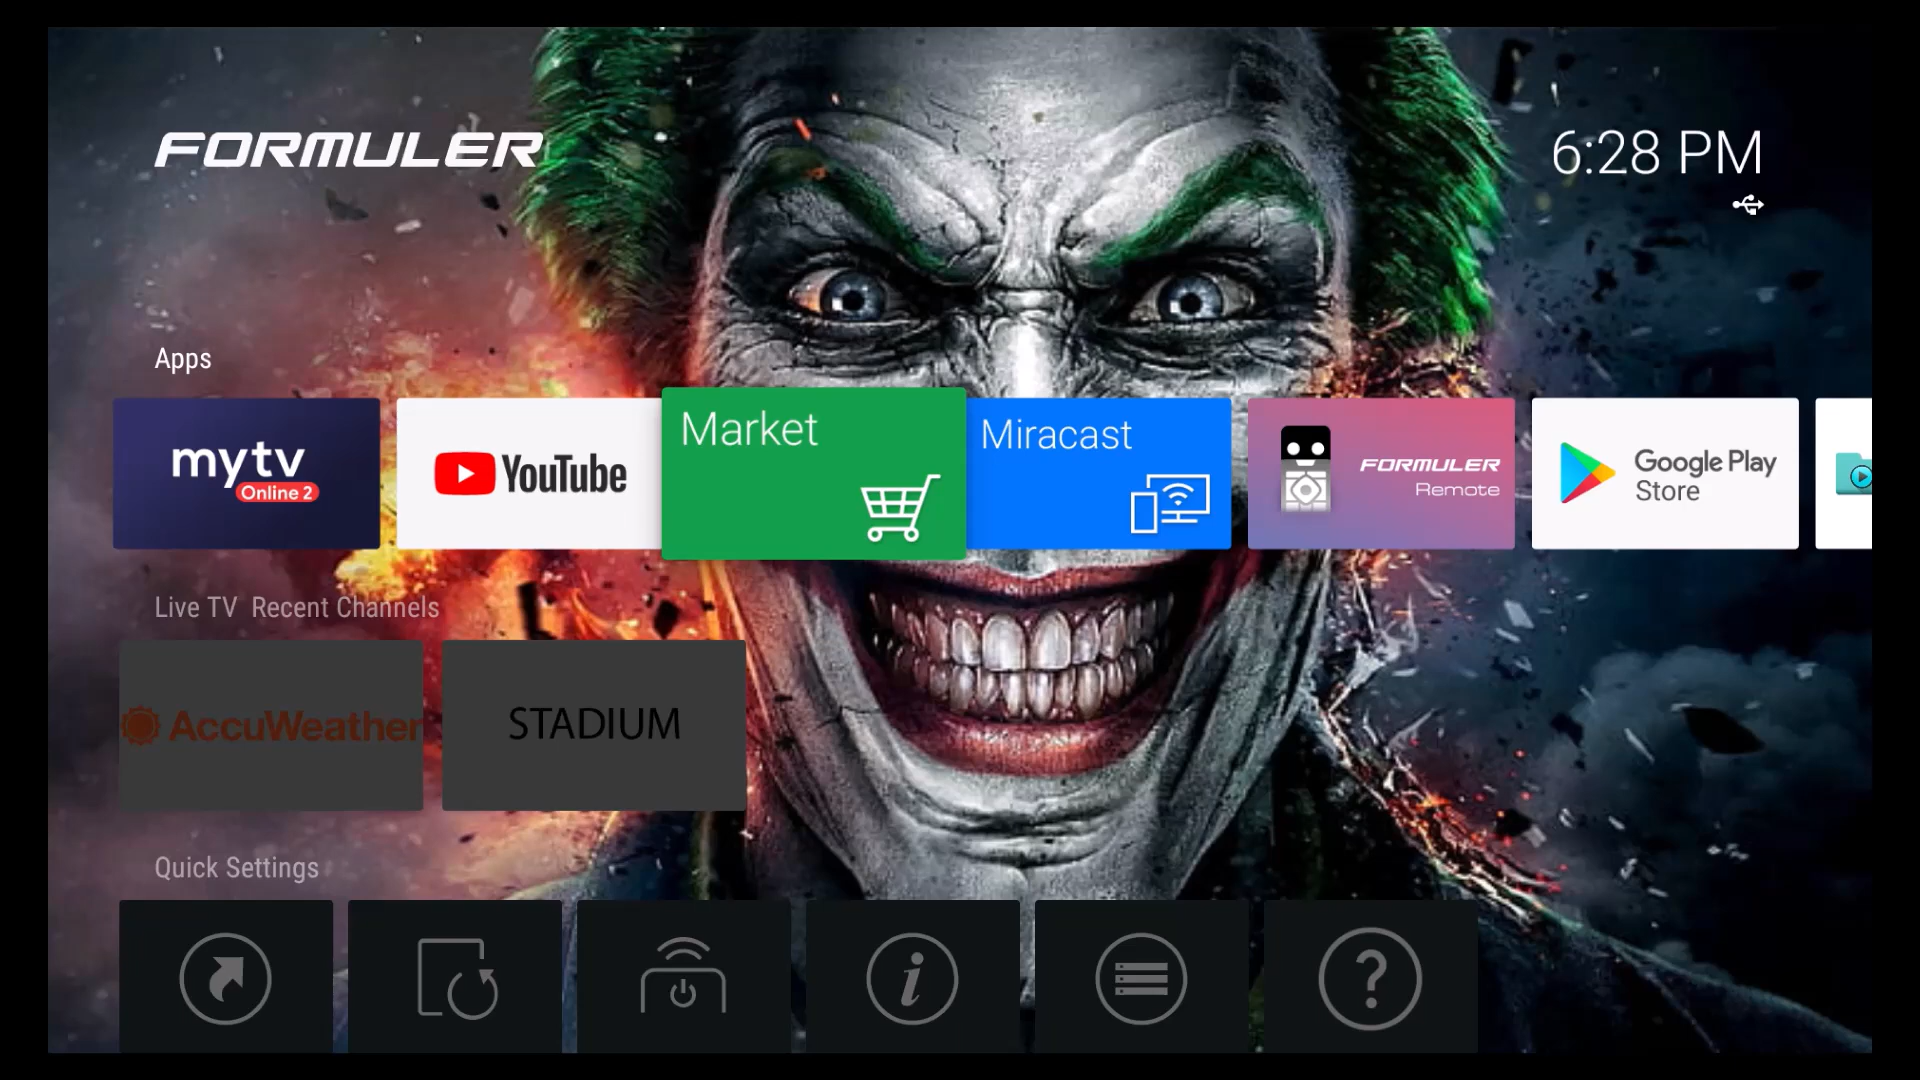 FORMULER
6:28 PM
Apps
mytv
Online 2
YouTube
Market
Miracast
FORMULER
Remote
Google Play
Store
Live TV Recent Channels
AccuWeather
STADIUM
Quick Settings